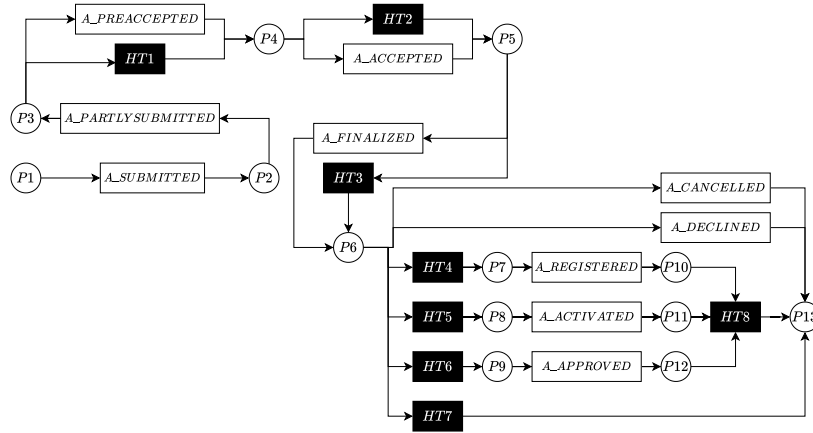 A_PREACCEPTED
HT2
HT1
P4
P5
A_ACCEPTED
P3
A_PARTLYSUBMITTED
A_FINALIZED
P1
A_SUBMITTED
P2
HT3
A_CANCELLED
A_DECLINED
P6
HT4
P7
A_REGISTERED
P10
HT5
P8
A_ACTIVATED
P11
HT8
P13
HT6
P9
A_APPROVED
P12
HT7